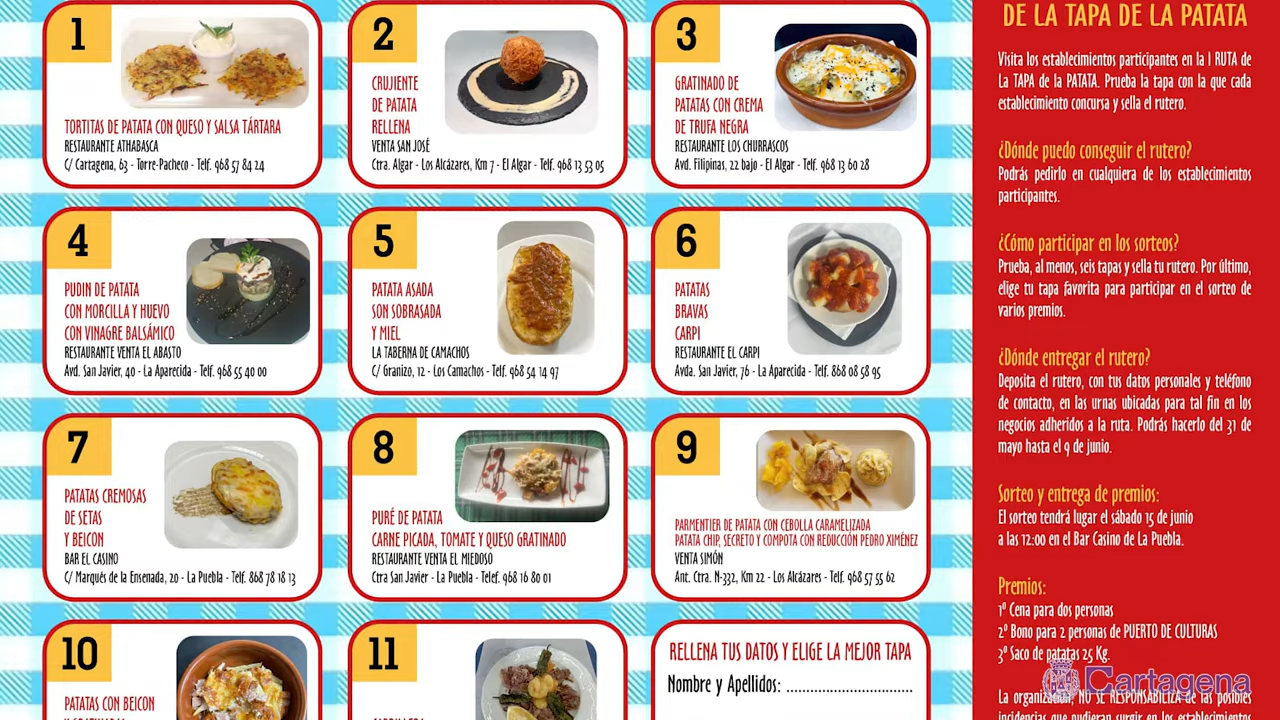 1
TORTITAS DE PATATA CON QUESO Y SALSA TÁRTARA
RESTAURANTE ATHABASCA
C/ Cartagena, 63 - Torre-Pacheco - Telf. 968 57 84 24
2
CRUJIENTE
DE PATATA
RELLENA
VENTA SAN JOSÉ
Ctra. Algar - Los Alcázares, Km 7 - El Algar - Telf. 968 13 53 05
3
GRATINADO DE
PATATAS CON CREMA
DE TRUFA NEGRA
RESTAURANTE LOS CHURRASCOS
Avd. Filipinas, 22 bajo - El Algar - Telf. 968 13 60 28
4
PUDIN DE PATATA
CON MORCILLA Y HUEVO
CON VINAGRE BALSÁMICO
RESTAURANTE VENTA EL ABASTO
Avd. San Javier, 40 - La Aparecida - Telf. 968 55 40 00
5
PATATA ASADA
SON SOBRASADA
Y MIEL
LA TABERNA DE CAMACHOS
C/ Granizo, 12 - Los Camachos - Telf. 968 54 14 97
6
PATATAS
BRAVAS
CARPI
RESTAURANTE EL CARPI
Avda. San Javier, 76 - La Aparecida - Telf. 868 08 58 95
7
PATATAS CREMOSAS
DE SETAS
Y BEICON
BAR EL CASINO
C/ Marqués de la Ensenada, 20 - La Puebla - Telf. 868 78 18 13
8
PURÉ DE PATATA
CARNE PICADA, TOMATE Y QUESO GRATINADO
RESTAURANTE VENTA EL MIEDOSO
Ctra San Javier - La Puebla - Telef. 968 16 80 01
9
PARMENTIER DE PATATA CON CEBOLLA CARAMELIZADA
PATATA CHIP, SECRETO Y COMPOTA CON REDUCCIÓN PEDRO XIMÉNEZ
VENTA SIMÓN
Ant. Ctra. N-332, Km 22 - Los Alcázares - Telf. 968 57 55 62
10
PATATAS CON BEICON
11
RELLENA TUS DATOS Y ELIGE LA MEJOR TAPA
Nombre y Apellidos: ................................
DE LA TAPA DE LA PATATA
Visita los establecimientos participantes en la I RUTA de
La TAPA de la PATATA. Prueba la tapa con la que cada
establecimiento concursa y sella el rutero.
¿Dónde puedo conseguir el rutero?
Podrás pedirlo en cualquiera de los establecimientos
participantes.
¿Cómo participar en los sorteos?
Prueba, al menos, seis tapas y sella tu rutero. Por último,
elige tu tapa favorita para participar en el sorteo de
varios premios.
¿Dónde entregar el rutero?
Deposita el rutero, con tus datos personales y teléfono
de contacto, en las urnas ubicadas para tal fin en los
negocios adheridos a la ruta. Podrás hacerlo del 31 de
mayo hasta el 9 de junio.
Sorteo y entrega de premios:
El sorteo tendrá lugar el sábado 15 de junio
a las 12:00 en el Bar Casino de La Puebla.
Premios:
1º Cena para dos personas
2º Bono para 2 personas de PUERTO DE CULTURAS
3º Saco de patatas 25 Kg.
Cartagena
La organización, NO SE RESPONSABILIZA de las posibles
incidencias que pudieran surgir en los establecimientos